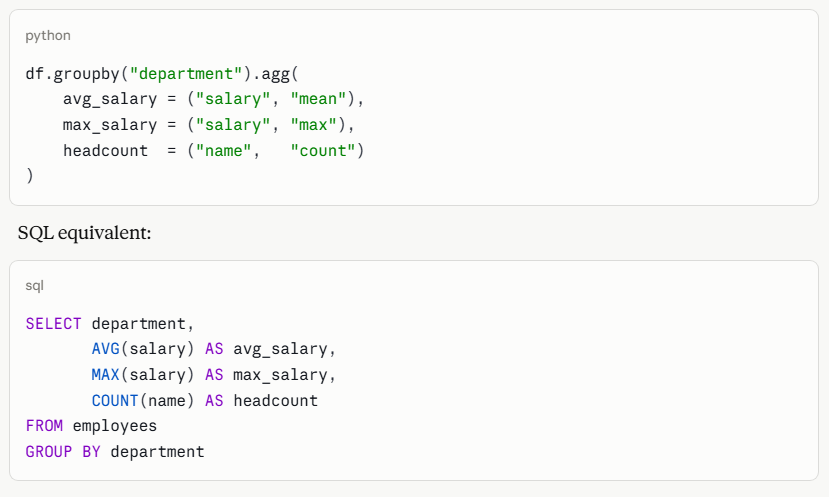 python
df.groupby("department").agg(
    avg_salary = ("salary", "mean"),
    max_salary = ("salary", "max"),
    headcount  = ("name",   "count")
)
SQL equivalent:
sql
SELECT department,
       AVG(salary) AS avg_salary,
       MAX(salary) AS max_salary,
       COUNT(name) AS headcount
FROM employees
GROUP BY department